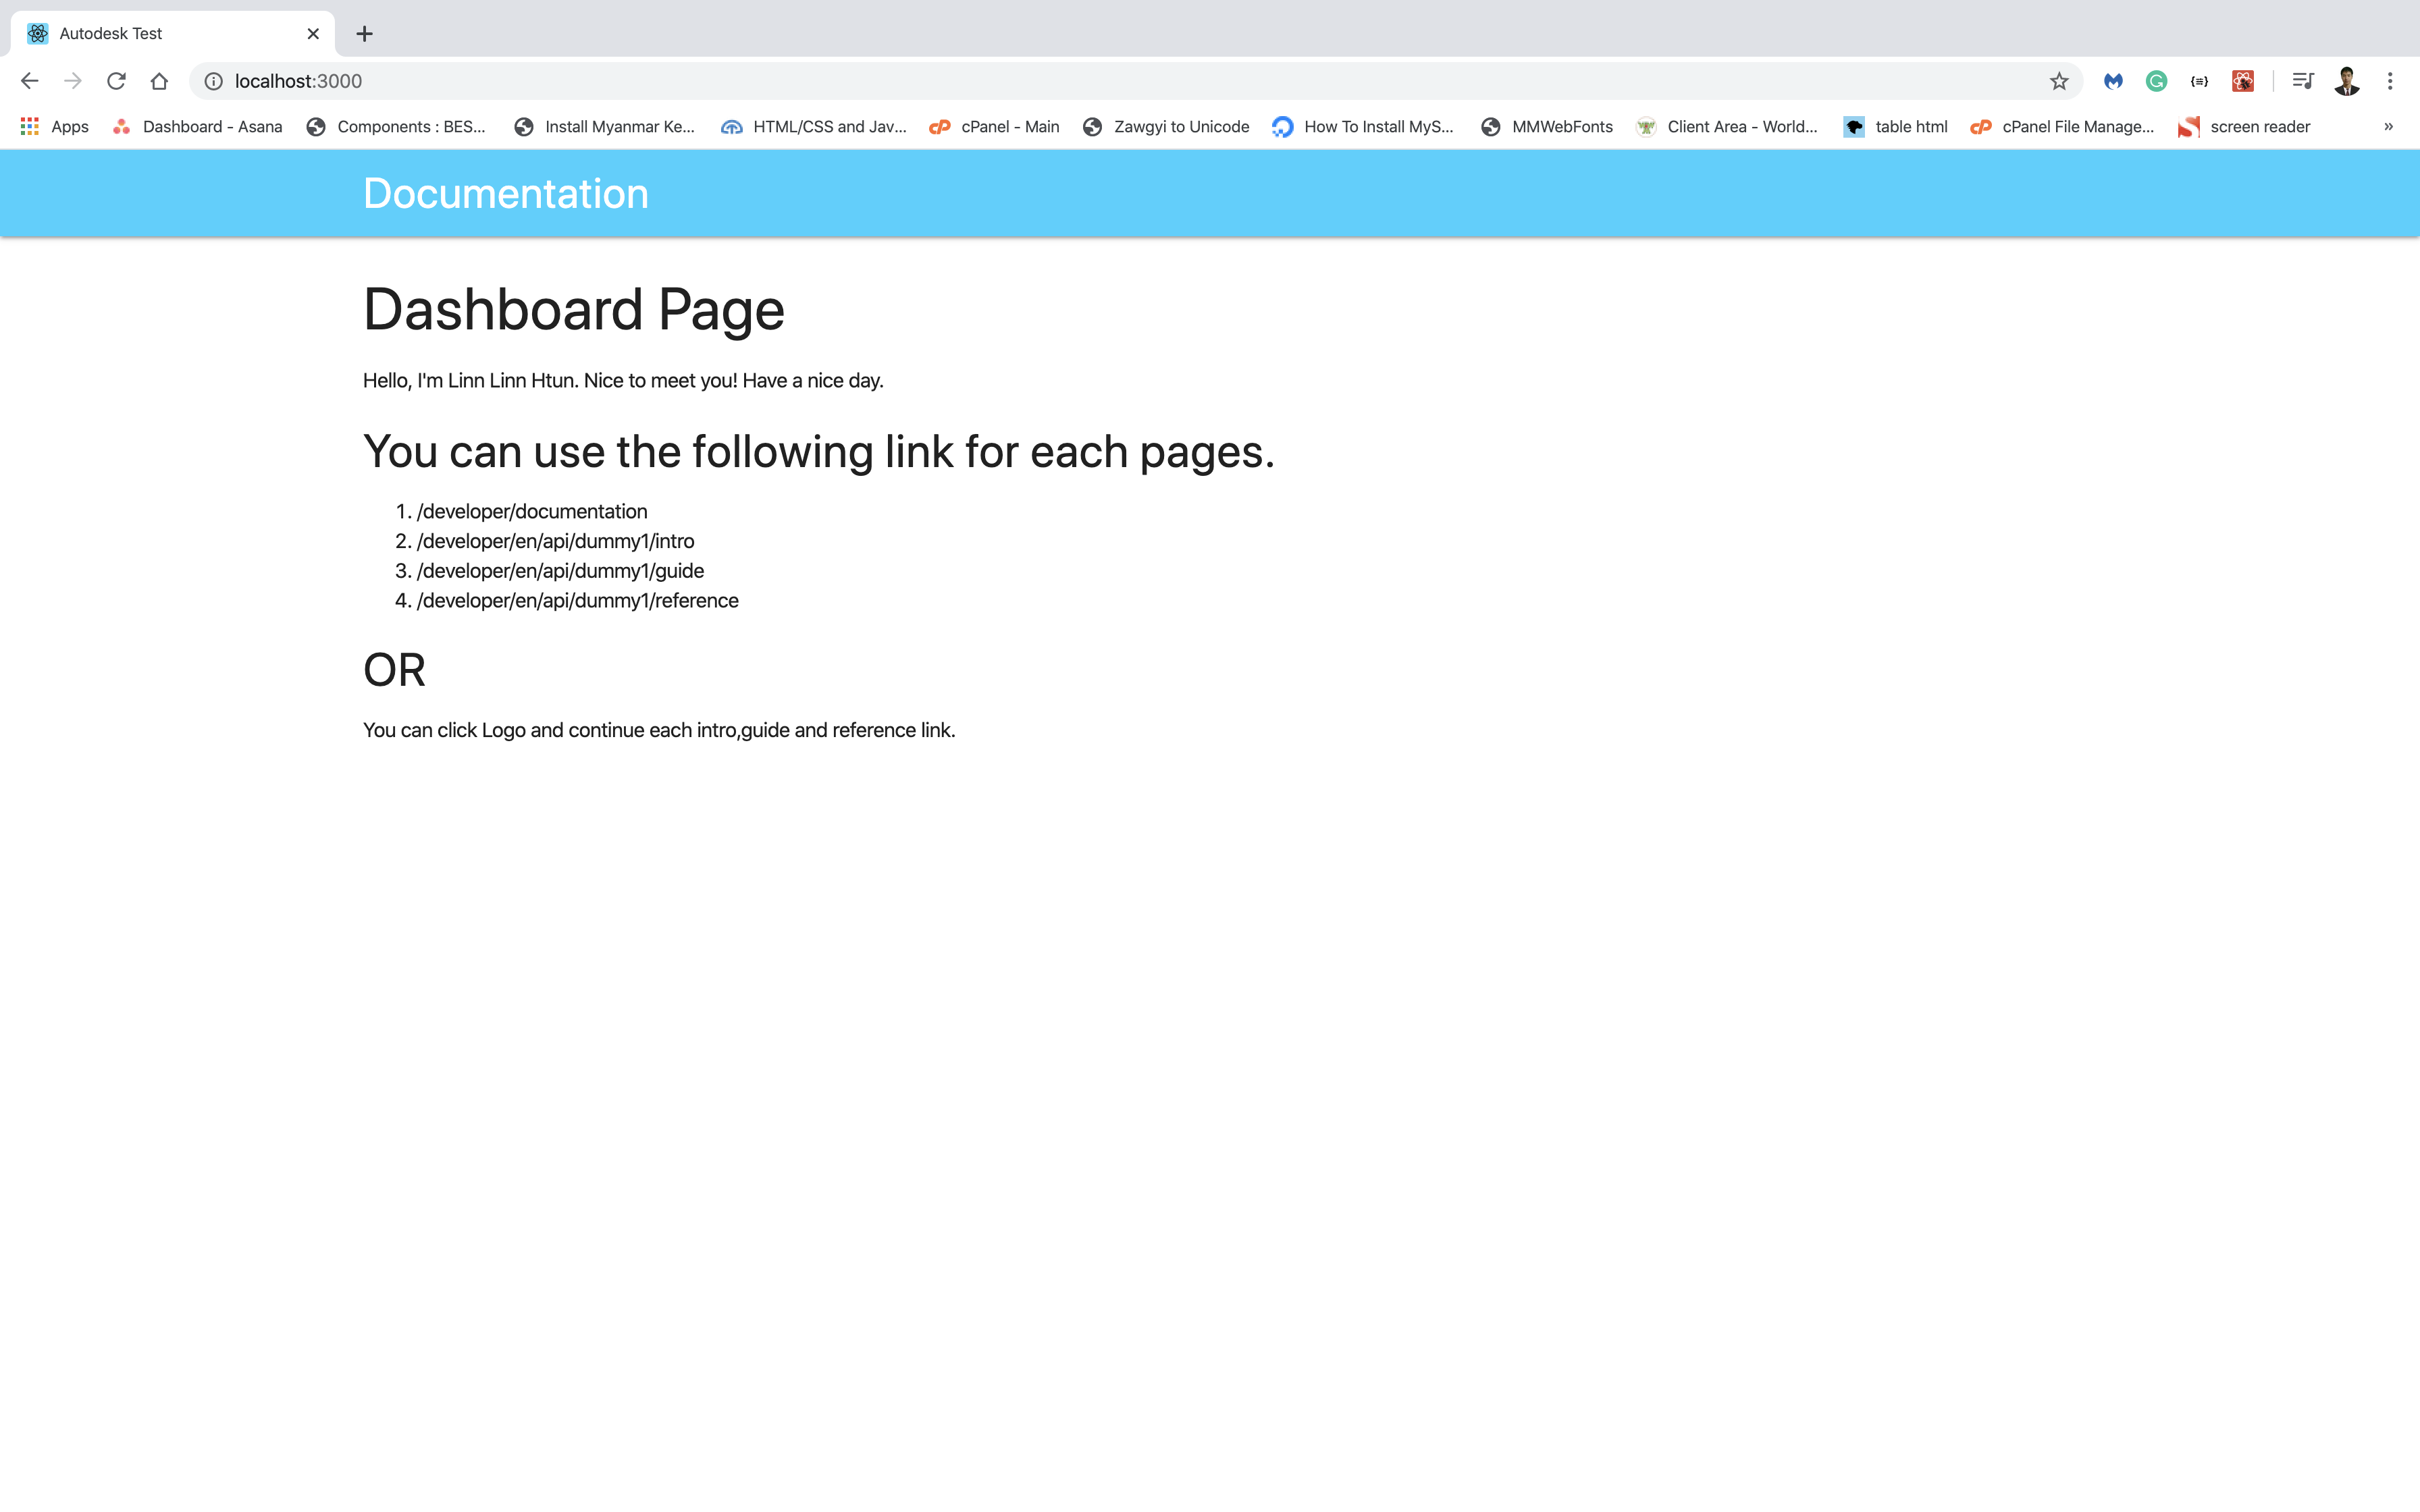 Autodesk Test
localhost:3000
Apps Dashboard - Asana Components : BES... Install Myanmar Ke... HTML/CSS and Jav... cPanel - Main Zawgyi to Unicode How To Install MyS... MMWebFonts Client Area - World... table html cPanel File Manage... screen reader »
Documentation
Dashboard Page
Hello, I'm Linn Linn Htun. Nice to meet you! Have a nice day.
You can use the following link for each pages.
1. /developer/documentation
2. /developer/en/api/dummy1/intro
3. /developer/en/api/dummy1/guide
4. /developer/en/api/dummy1/reference
OR
You can click Logo and continue each intro,guide and reference link.